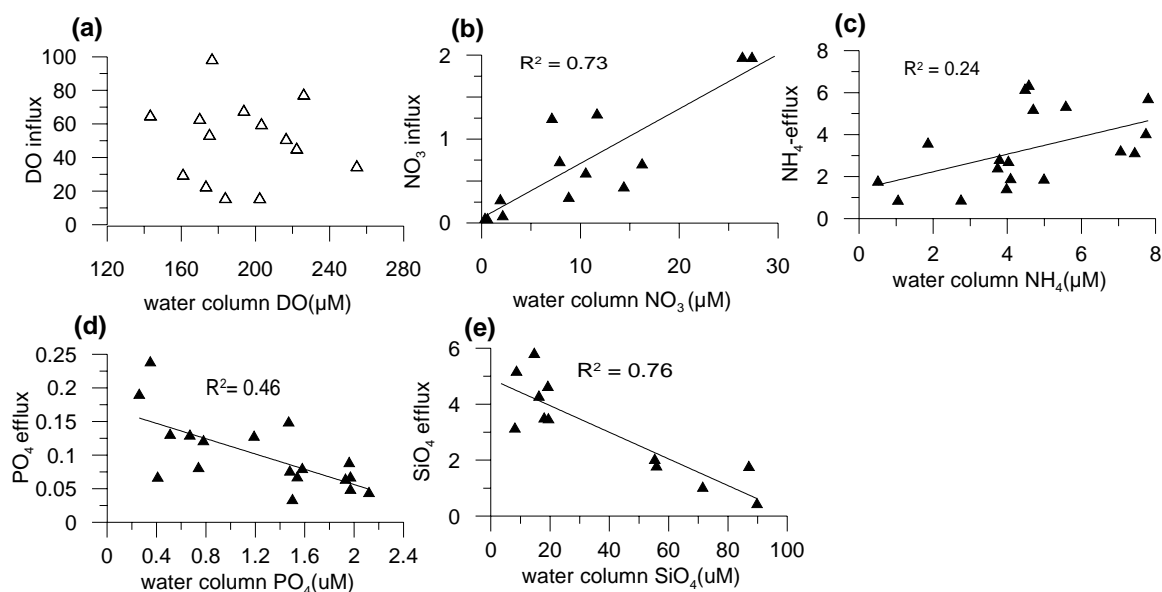 (a)
100
80
60
40
20
0
DO influx
120 160 200 240 280
water column DO(µM)
(b)
2
1
0
NO₃ influx
R² = 0.73
0 10 20 30
water column NO₃ (µM)
(c)
8
6
4
2
0
NH₄-efflux
R² = 0.24
0 2 4 6 8
water column NH₄(µM)
(d)
0.25
0.2
0.15
0.1
0.05
0
PO₄ efflux
R²= 0.46
0 0.4 0.8 1.2 1.6 2 2.4
water column PO₄(uM)
(e)
6
4
2
0
SiO₄ efflux
R² = 0.76
0 20 40 60 80 100
water column SiO₄(uM)